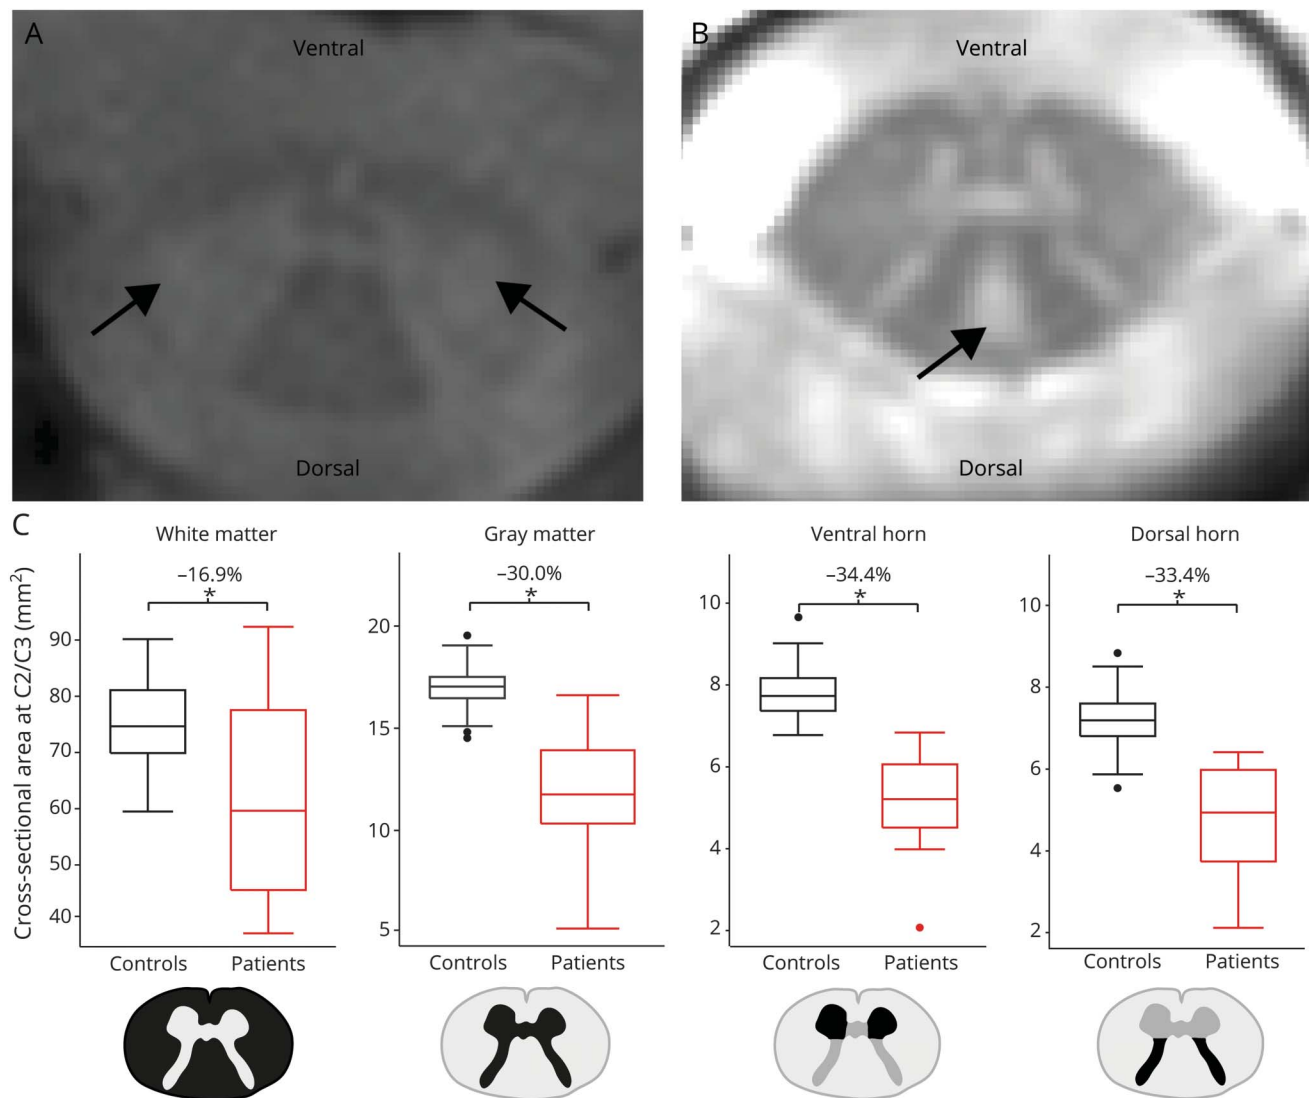 A
Ventral
Dorsal
B
Ventral
Dorsal
C
Cross-sectional area at C2/C3 (mm²)
White matter
–16.9%
*
90
80
70
60
50
40
Controls Patients
Gray matter
–30.0%
*
20
15
10
5
Controls Patients
Ventral horn
–34.4%
*
10
8
6
4
2
Controls Patients
Dorsal horn
–33.4%
*
10
8
6
4
2
Controls Patients